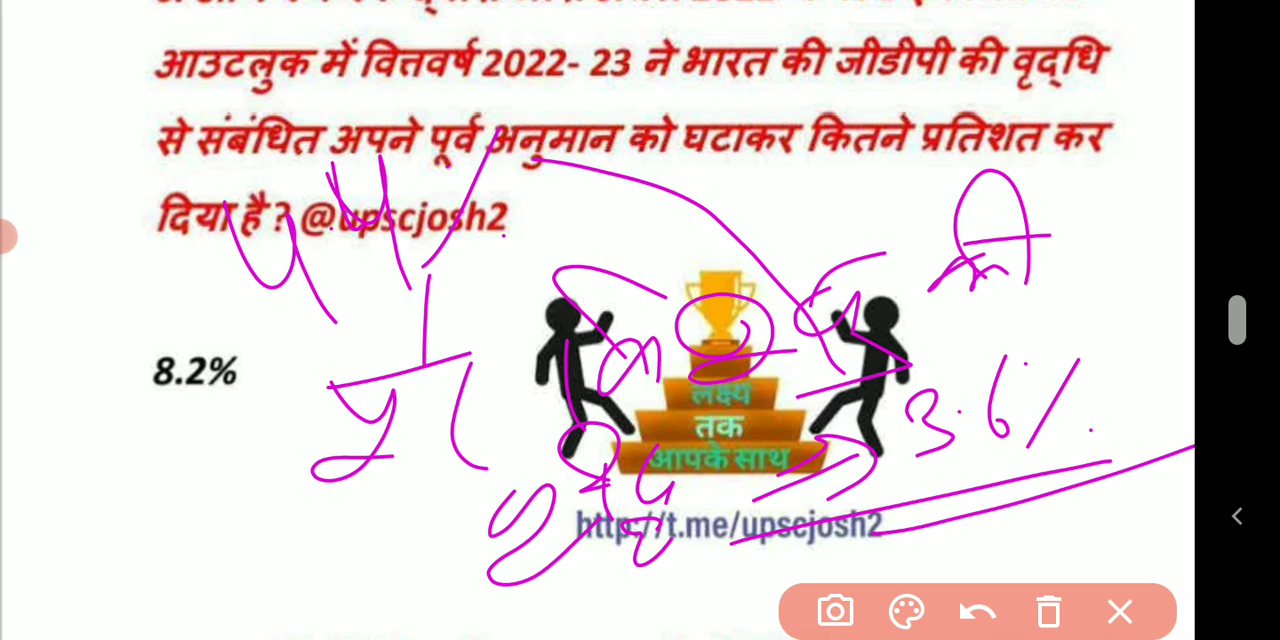 आउटलुक में वित्तवर्ष 2022- 23 ने भारत की जीडीपी की वृद्धि
से संबंधित अपने पूर्व अनुमान को घटाकर कितने प्रतिशत कर
दिया है ? @upscjosh2
8.2%
लक्ष्य
तक
आपके साथ
3.6%
http://t.me/upscjosh2